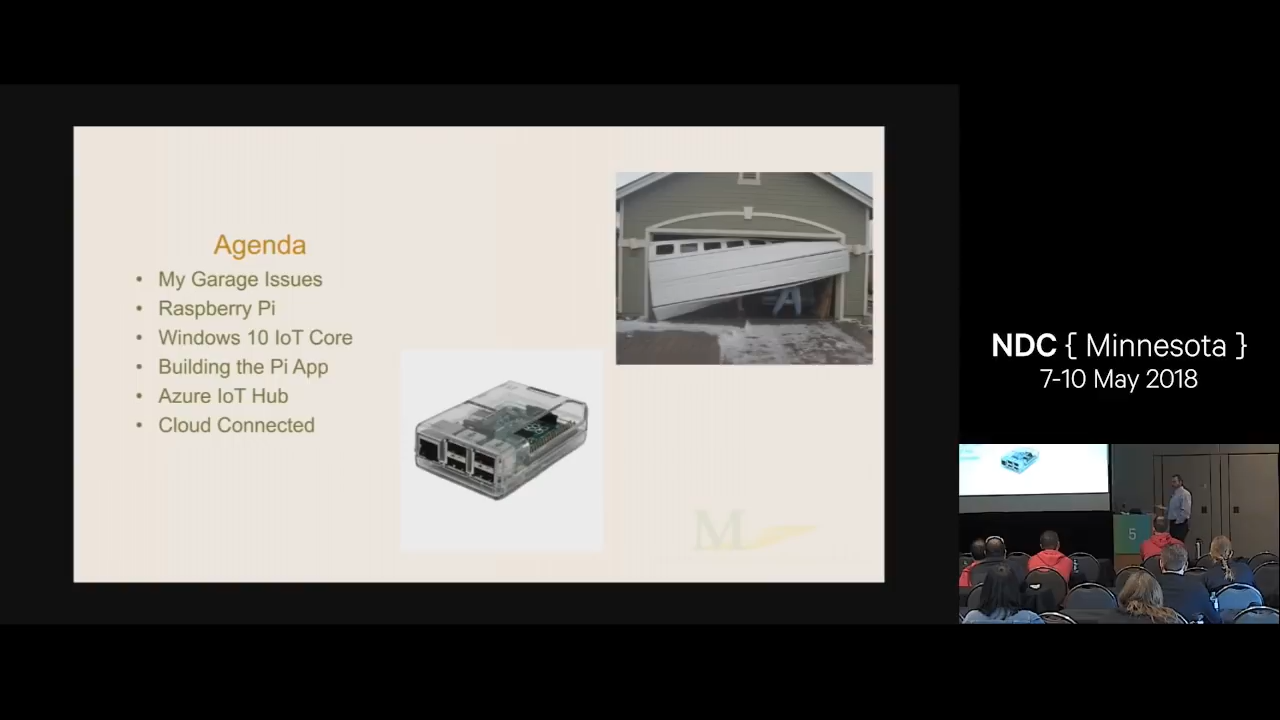 Agenda
• My Garage Issues
• Raspberry Pi
• Windows 10 IoT Core
• Building the Pi App
• Azure IoT Hub
• Cloud Connected
M
NDC { Minnesota }
7-10 May 2018
5